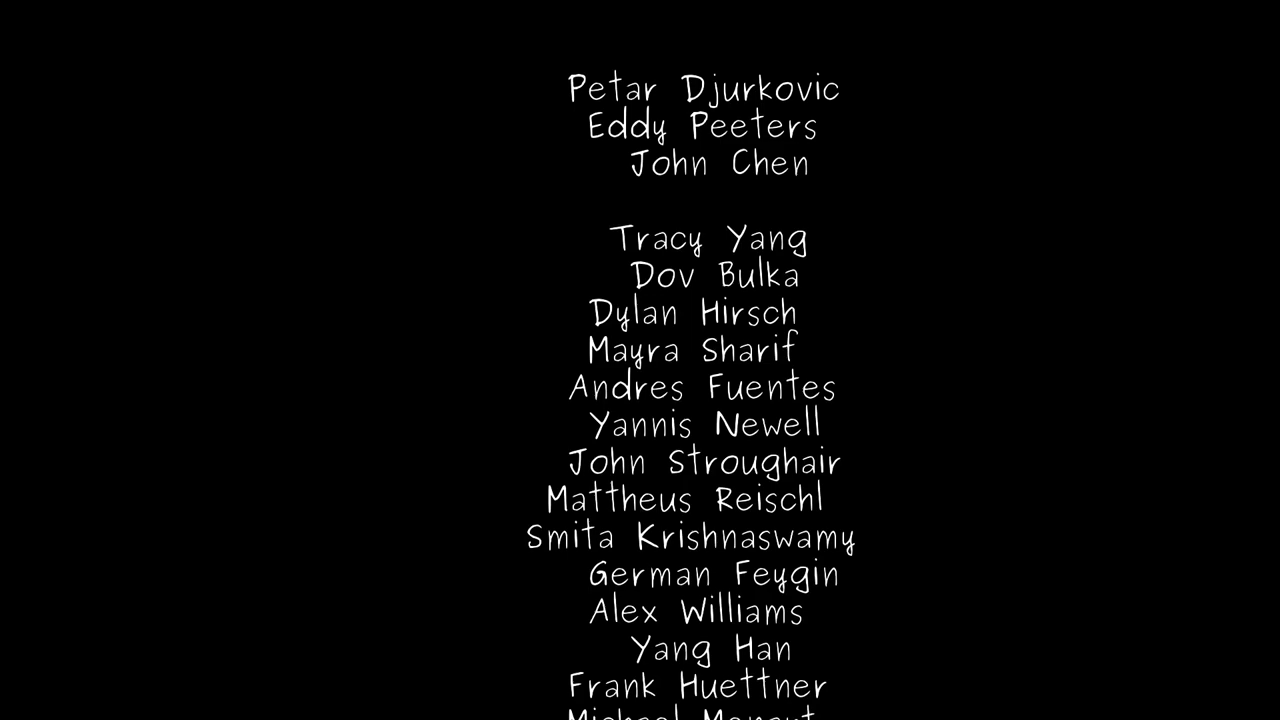 Petar Djurkovic
Eddy Peeters
John Chen
Tracy Yang
Dov Bulka
Dylan Hirsch
Mayra Sharif
Andres Fuentes
Yannis Newell
John Stroughair
Mattheus Reischl
Smita Krishnaswamy
German Feygin
Alex Williams
Yang Han
Frank Huettner
Michael